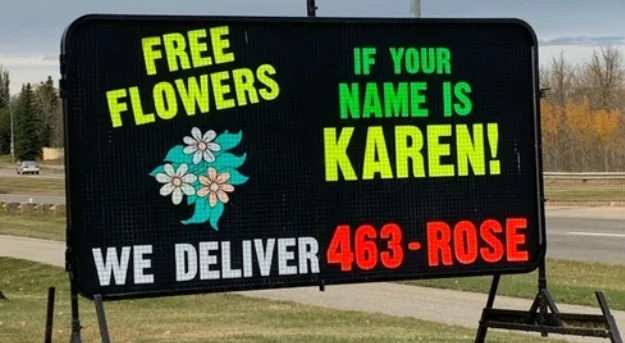 FREE
FLOWERS
IF YOUR
NAME IS
KAREN!
WE DELIVER 463-ROSE